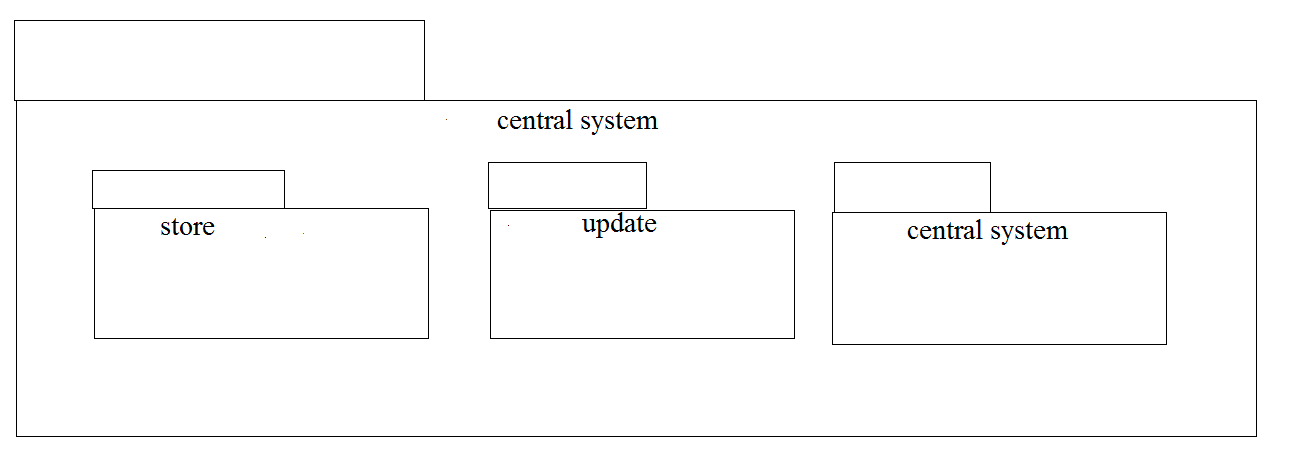 central system
store
update
central system